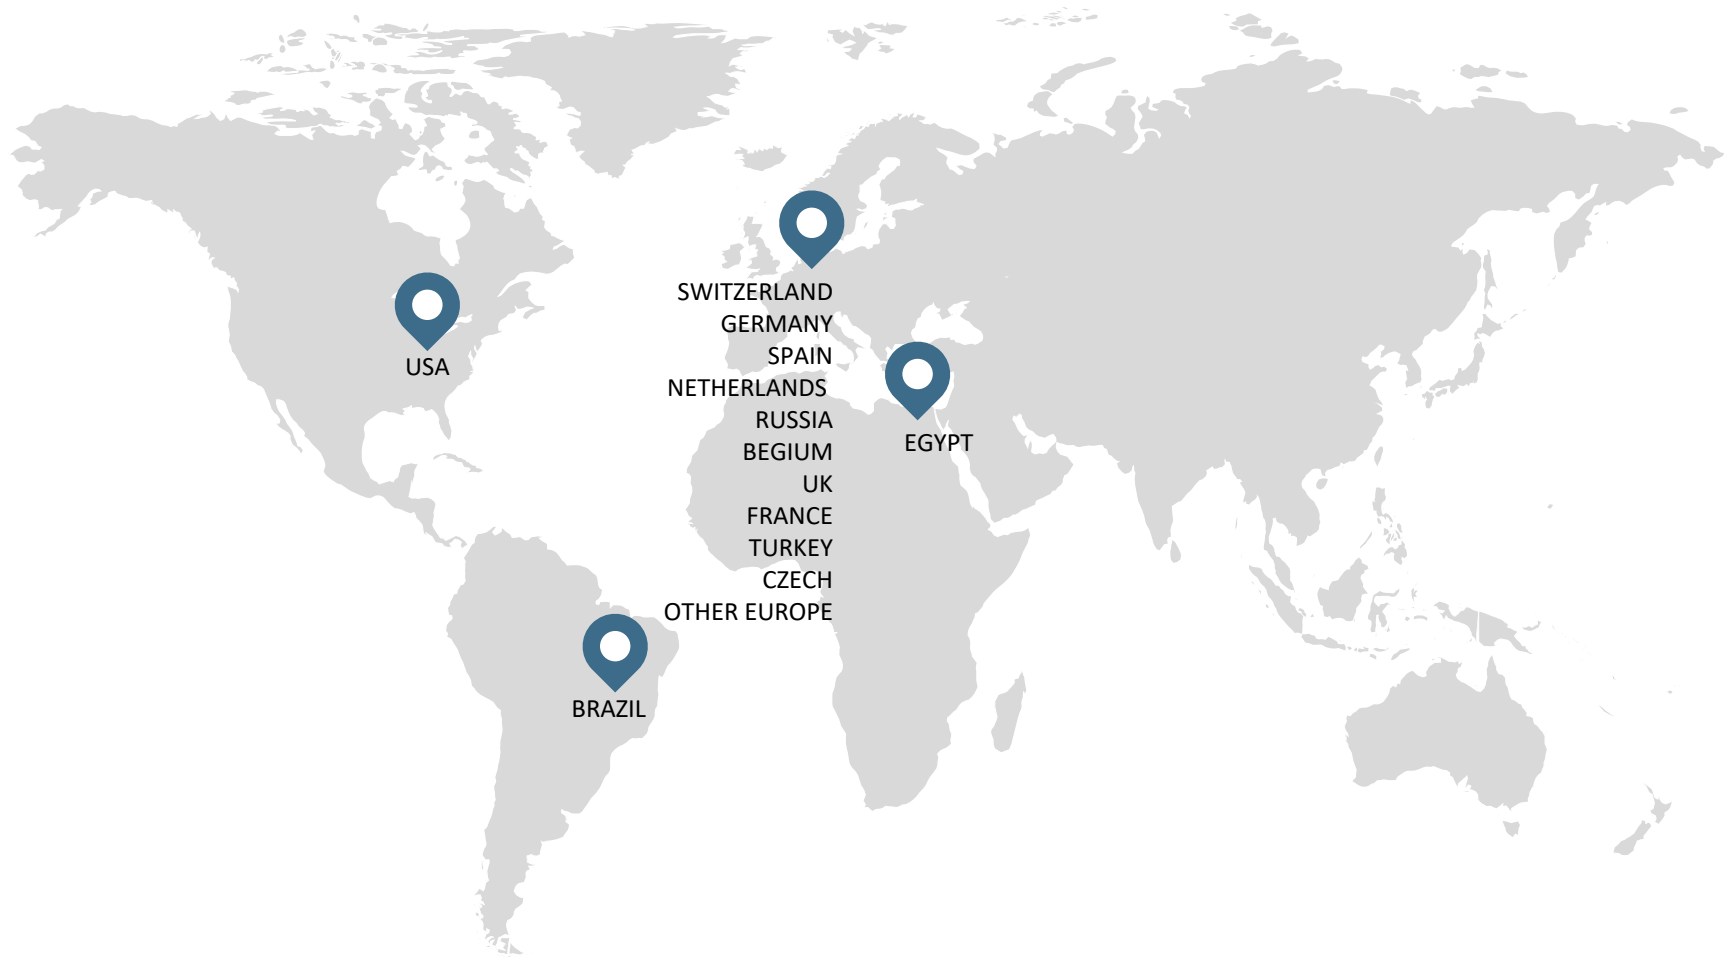 SWITZERLAND
GERMANY
SPAIN
NETHERLANDS
RUSSIA
BEGIUM
UK
FRANCE
TURKEY
CZECH
OTHER EUROPE
USA
EGYPT
BRAZIL